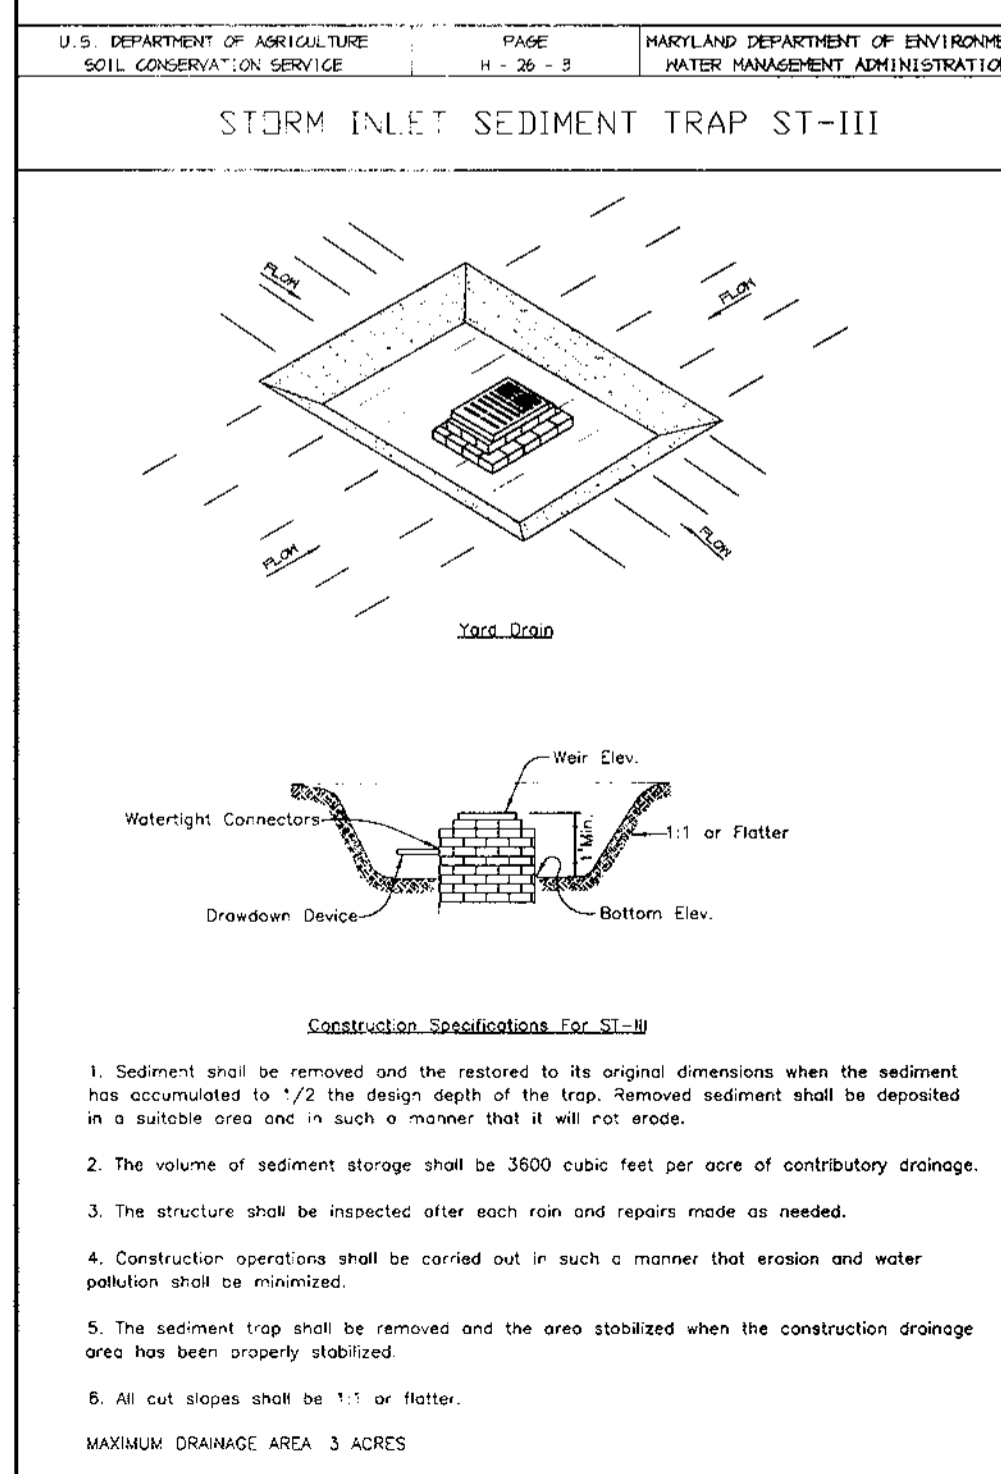 U.S. DEPARTMENT OF AGRICULTURE
SOIL CONSERVATION SERVICE
PAGE
H - 26 - 3
MARYLAND DEPARTMENT OF ENVIRONME
WATER MANAGEMENT ADMINISTRATIO
STORM INLET SEDIMENT TRAP ST-III
FLOW
FLOW
FLOW
FLOW
Yard Drain
Weir Elev.
Watertight Connectors
1' Min.
1:1 or Flatter
Drawdown Device
Bottom Elev.
Construction Specifications For ST-III
1. Sediment shall be removed and the restored to its original dimensions when the sediment
has accumulated to 1/2 the design depth of the trap. Removed sediment shall be deposited
in a suitable area and in such a manner that it will not erode.
2. The volume of sediment storage shall be 3600 cubic feet per acre of contributory drainage.
3. The structure shall be inspected after each rain and repairs made as needed.
4. Construction operations shall be carried out in such a manner that erosion and water
pollution shall be minimized.
5. The sediment trap shall be removed and the area stabilized when the construction drainage
area has been properly stabilized.
6. All cut slopes shall be 1:1 or flatter.
MAXIMUM DRAINAGE AREA 3 ACRES